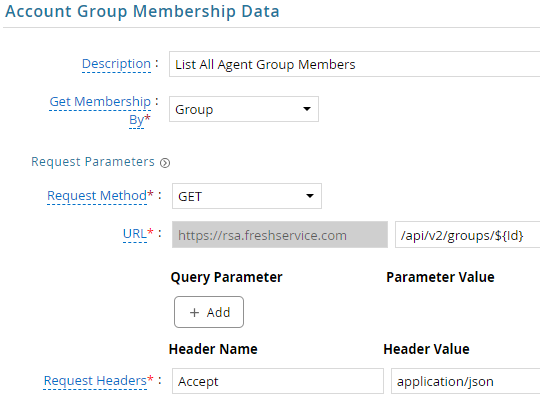 Account Group Membership Data
Description : List All Agent Group Members
Get Membership By* : Group
Request Parameters
Request Method* : GET
URL* : https://rsa.freshservice.com /api/v2/groups/${Id}
Query Parameter Parameter Value
+ Add
Header Name Header Value
Request Headers* : Accept application/json